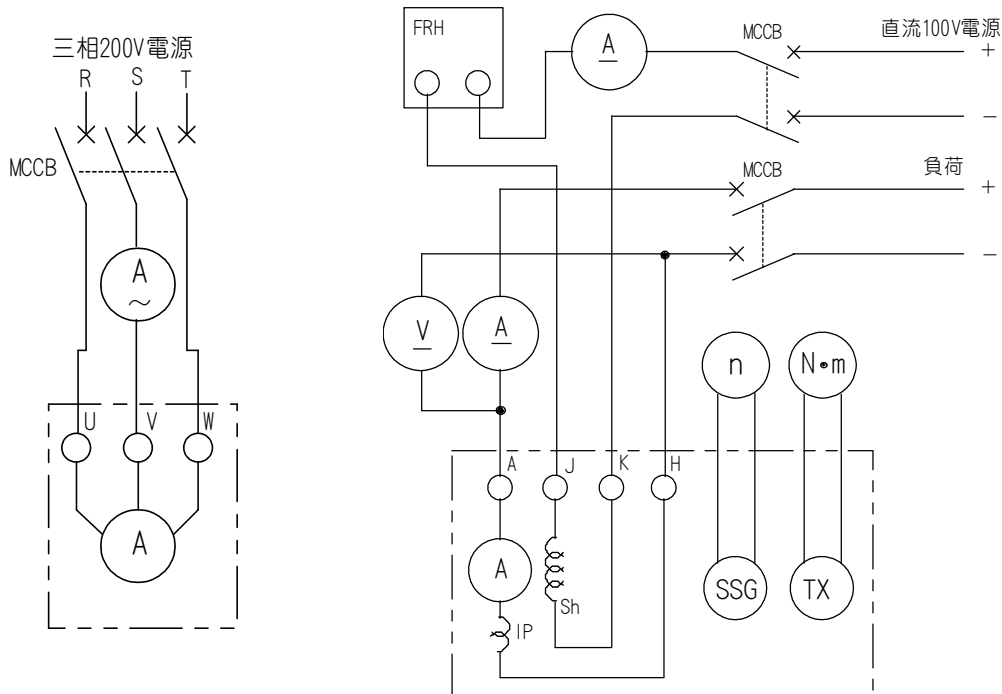 三相200V電源
R S T
MCCB
A
~
U V W
A
FRH
A
MCCB
直流100V電源
+
−
MCCB
負荷
+
−
V
A
n
N•m
A J K H
A
Sh
IP
SSG
TX